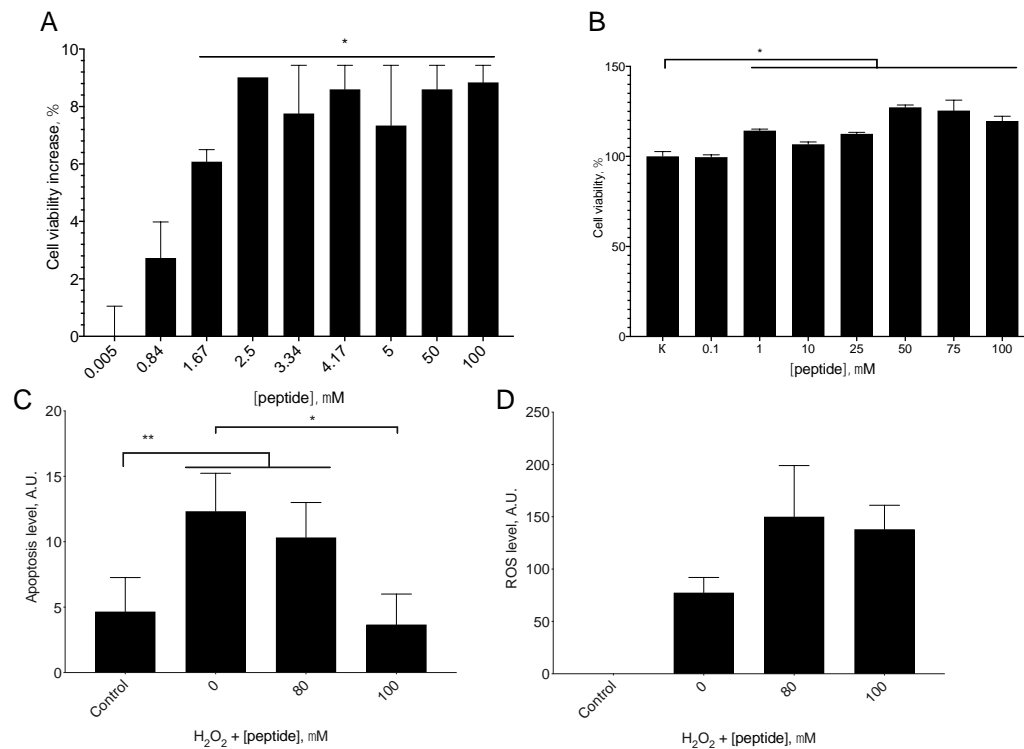 A
*
10
8
6
4
2
0
Cell viability increase, %
0.005 0.84 1.67 2.5 3.34 4.17 5 50 100
[peptide], mM
B
*
150
100
50
0
Cell viability, %
K 0.1 1 10 25 50 75 100
[peptide], mM
C
20
15
10
5
0
Apoptosis level, A.U.
**
*
Control 0 80 100
H₂O₂ + [peptide], mM
D
250
200
150
100
50
0
ROS level, A.U.
Control 0 80 100
H₂O₂ + [peptide], mM